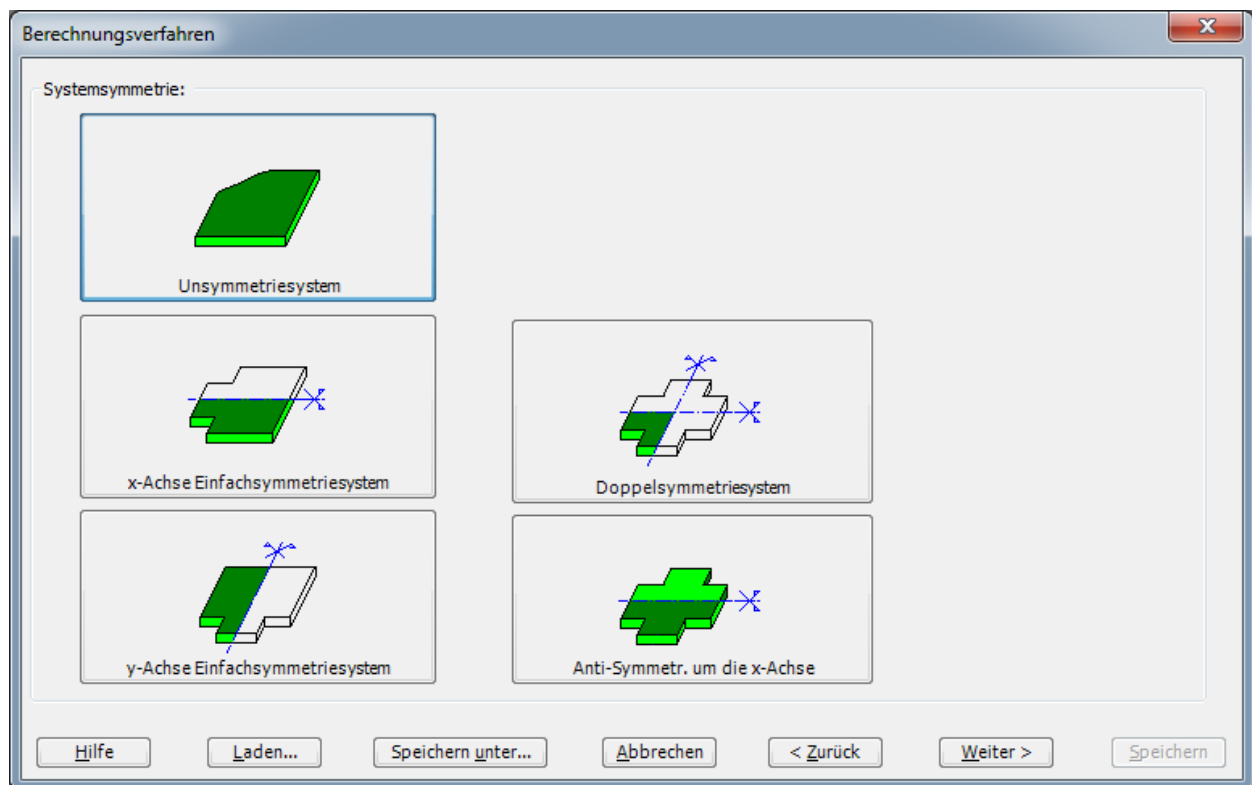 Berechnungsverfahren
Systemsymmetrie:
Unsymmetriesystem
x-Achse Einfachsymmetriesystem
Doppelsymmetriesystem
y-Achse Einfachsymmetriesystem
Anti-Symmetr. um die x-Achse
Hilfe
Laden...
Speichern unter...
Abbrechen
< Zurück
Weiter >
Speichern